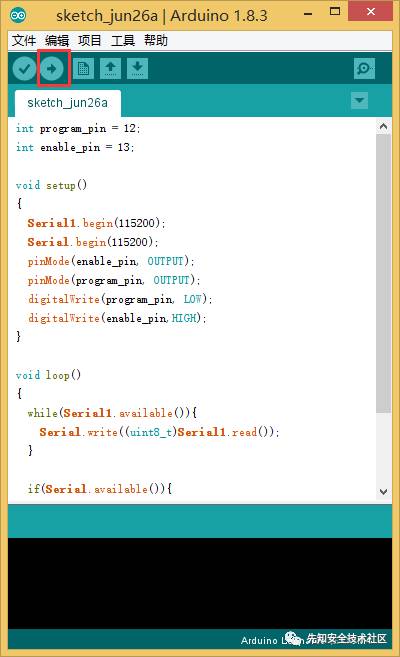 sketch_jun26a | Arduino 1.8.3
文件 编辑 项目 工具 帮助
sketch_jun26a
int program_pin = 12;
int enable_pin = 13;
void setup()
{
Serial1.begin(115200);
Serial.begin(115200);
pinMode(enable_pin, OUTPUT);
pinMode(program_pin, OUTPUT);
digitalWrite(program_pin, LOW);
digitalWrite(enable_pin,HIGH);
}
void loop()
{
while(Serial1.available()){
Serial.write((uint8_t)Serial1.read());
}
if(Serial.available()){
Arduino
先知安全技术社区